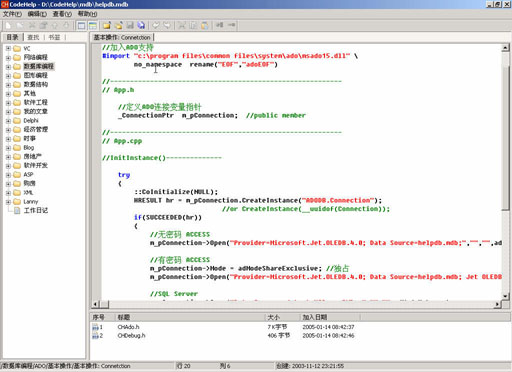 CodeHelp - D:\CodeHelp\mdb\helpdb.mdb
文件(F) 编辑(E) 查看(V) 帮助(H)
目录 查找 书签
VC
网络编程
数据库编程
图形编程
数据结构
其他
软件工程
我的文章
Delphi
经济管理
时事
Blog
房地产
软件开发
ASP
购房
XML
Lanny
工作日记
基本操作: Connetction
//加入ADO支持
#import "c:\program files\common files\system\ado\msado15.dll" \
no_namespace rename("EOF","adoEOF")
//----------------------------------------------------------
// App.h
//定义ADO连接变量指针
_ConnectionPtr m_pConnection; //public member
//----------------------------------------------------------
// App.cpp
//InitInstance()--------------
try
{
::CoInitialize(NULL);
HRESULT hr = m_pConnection.CreateInstance("ADODB.Connection");
//or CreateInstance(__uuidof(Connection));
if(SUCCEEDED(hr))
{
//无密码 ACCESS
m_pConnection->Open("Provider=Microsoft.Jet.OLEDB.4.0; Data Source=helpdb.mdb;","","",ad
//有密码 ACCESS
m_pConnection->Mode = adModeShareExclusive; //独占
m_pConnection->Open("Provider=Microsoft.Jet.OLEDB.4.0; Data Source=helpdb.mdb; Jet OLEDB
//SQL Server
序号 标题 大小 加入日期
1 CHAdo.h 7 K字节 2005-01-14 08:42:37
2 CHDebug.h 406 字节 2005-01-14 08:42:46
/数据库编程/ADO/基本操作/基本操作: Connetction 行 20 列 6 创建: 2003-11-12 23:21:55